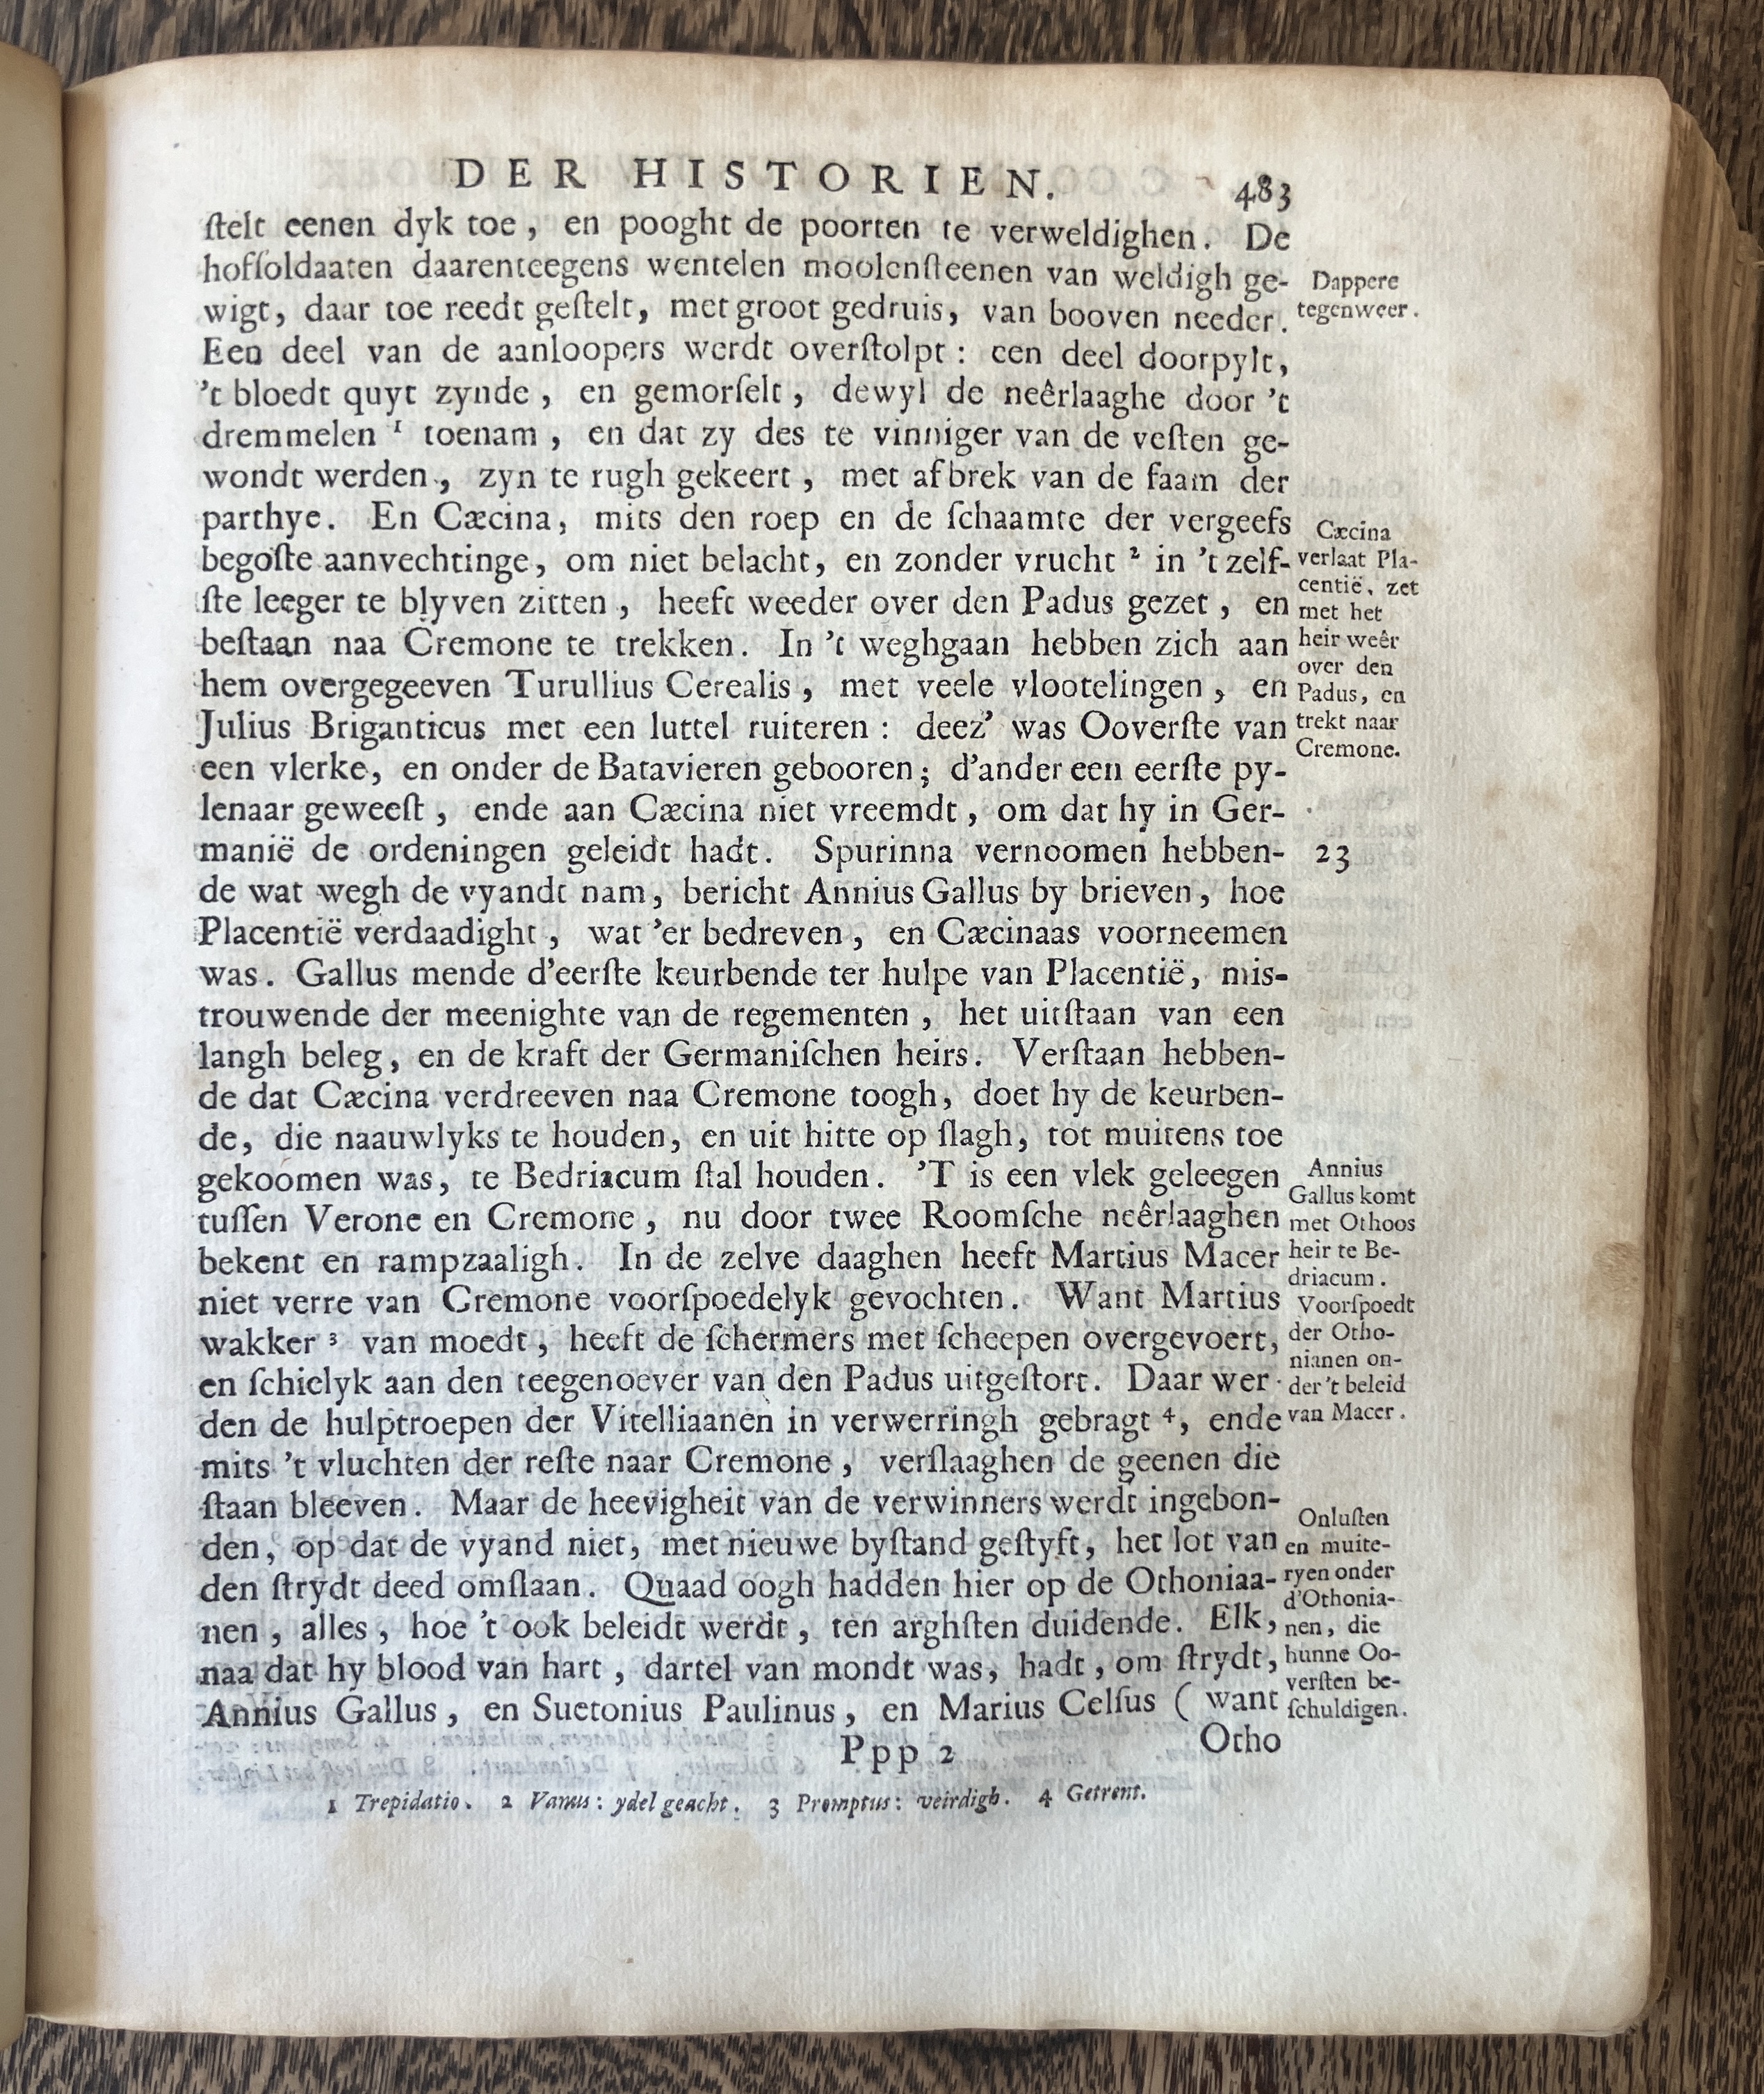 DER HISTORIEN. 483
ſtelt eenen dyk toe, en pooght de poorten te verweldighen. De
hofſoldaaten daarenteegens wentelen moolenſteenen van weldigh ge-
wigt, daar toe reedt geſtelt, met groot gedruis, van booven needer.
Een deel van de aanloopers werdt overſtolpt: een deel doorpylt,
't bloedt quyt zynde, en gemorſelt, dewyl de neêrlaaghe door 't
dremmelen 1 toenam, en dat zy des te vinniger van de veſten ge-
wondt werden, zyn te rugh gekeert, met afbrek van de faam der
parthye. En Cæcina, mits den roep en de ſchaamte der vergeefs
begoſte aanvechtinge, om niet belacht, en zonder vrucht 2 in 't zelf-
ſte leeger te blyven zitten, heeft weeder over den Padus gezet, en
beſtaan naa Cremone te trekken. In 't weghgaan hebben zich aan
hem overgegeeven Turullius Cerealis, met veele vlootelingen, en
Julius Briganticus met een luttel ruiteren: deez' was Ooverſte van
een vlerke, en onder de Batavieren gebooren; d'ander een eerſte py-
lenaar geweeſt, ende aan Cæcina niet vreemdt, om dat hy in Ger-
manië de ordeningen geleidt hadt. Spurinna vernoomen hebben-
de wat wegh de vyandt nam, bericht Annius Gallus by brieven, hoe
Placentië verdaadight, wat 'er bedreven, en Cæcinaas voorneemen
was. Gallus mende d'eerſte keurbende ter hulpe van Placentië, mis-
trouwende der meenighte van de regementen, het uitſtaan van een
langh beleg, en de kraft der Germaniſchen heirs. Verſtaan hebben-
de dat Cæcina verdreeven naa Cremone toogh, doet hy de keurben-
de, die naauwlyks te houden, en uit hitte op ſlagh, tot muitens toe
gekoomen was, te Bedriacum ſtal houden. 'T is een vlek geleegen
tuſſen Verone en Cremone, nu door twee Roomſche neêrlaaghen
bekent en rampzaaligh. In de zelve daaghen heeft Martius Macer
niet verre van Cremone voorſpoedelyk gevochten. Want Martius
wakker 3 van moedt, heeft de ſchermers met ſcheepen overgevoert,
en ſchielyk aan den teegenoever van den Padus uitgeſtort. Daar wer-
den de hulptroepen der Vitelliaanen in verwerringh gebragt 4, ende
mits 't vluchten der reſte naar Cremone, verſlaaghen de geenen die
ſtaan bleeven. Maar de heevigheit van de verwinners werdt ingebon-
den, op dat de vyand niet, met nieuwe byſtand geſtyft, het lot van
den ſtrydt deed omſlaan. Quaad oogh hadden hier op de Othoniaa-
nen, alles, hoe 't ook beleidt werdt, ten arghſten duidende. Elk,
naa dat hy blood van hart, dartel van mondt was, hadt, om ſtrydt,
Annius Gallus, en Suetonius Paulinus, en Marius Celſus ( want
Ppp 2 Otho
1 Trepidatio. 2 Vanus: ydel geacht. 3 Promptus: veirdigh. 4 Getrent.
Dappere
tegenweer.
Cæcina
verlaat Pla-
centië, zet
met het
heir weêr
over den
Padus, en
trekt naar
Cremone.
23
Annius
Gallus komt
met Othoos
heir te Be-
driacum.
Voorſpoedt
der Otho-
nianen on-
der 't beleid
van Macer.
Onluſten
en muite-
ryen onder
d'Othonia-
nen, die
hunne Oo-
verſten be-
ſchuldigen.